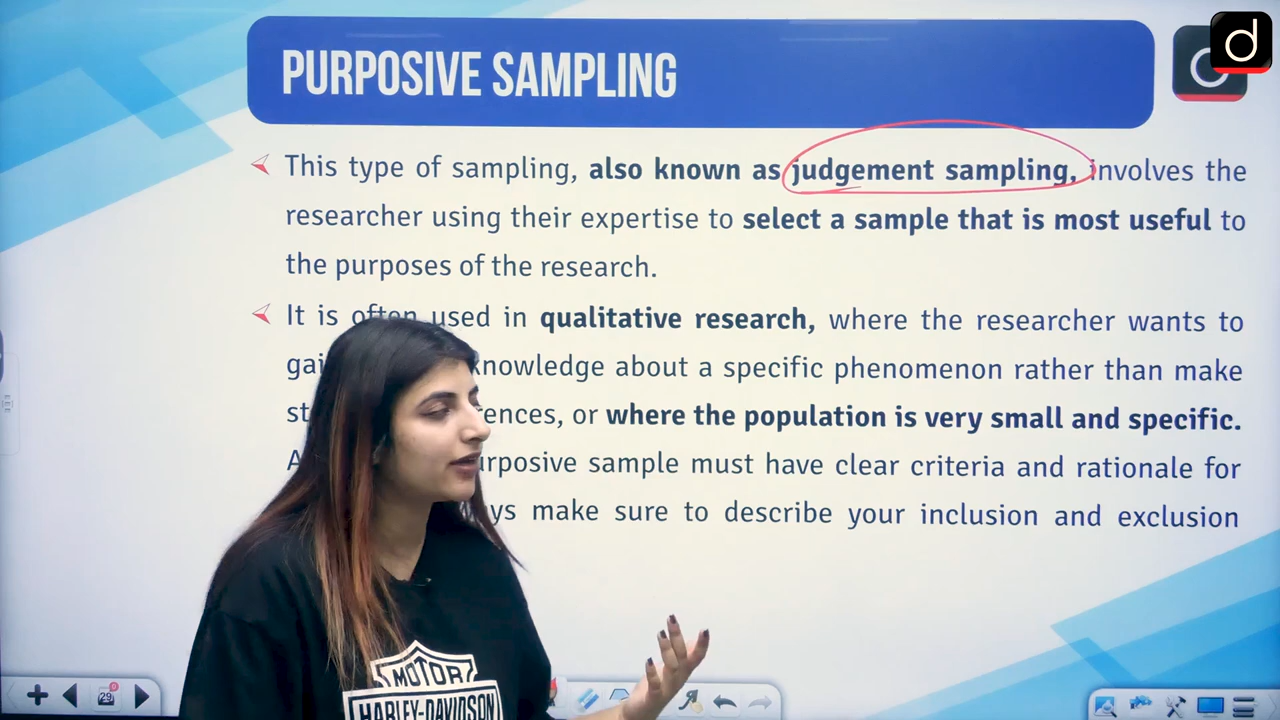 PURPOSIVE SAMPLING
d
This type of sampling, also known as judgement sampling, involves the
researcher using their expertise to select a sample that is most useful to
the purposes of the research.
It is often used in qualitative research, where the researcher wants to
knowledge about a specific phenomenon rather than make
or where the population is very small and specific.
must have clear criteria and rationale for
make sure to describe your inclusion and exclusion
MOTOR
HARLEY-DAVIDSON
29